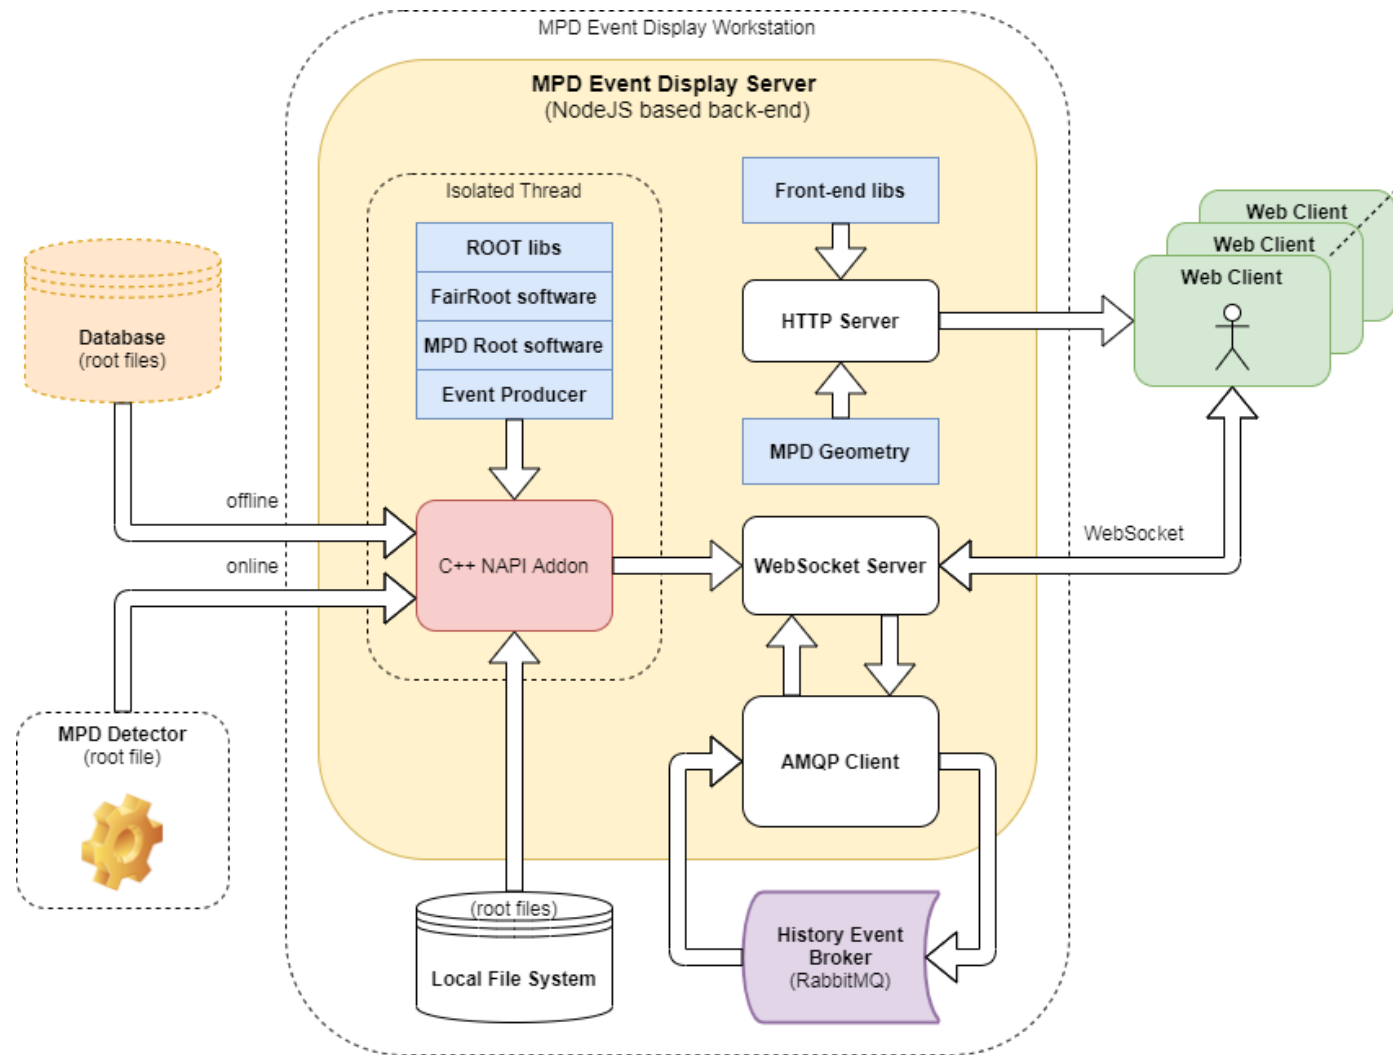 MPD Event Display Workstation
MPD Event Display Server
(NodeJS based back-end)
Isolated Thread
ROOT libs
FairRoot software
MPD Root software
Event Producer
Front-end libs
HTTP Server
MPD Geometry
Web Client
Web Client
Web Client
Database
(root files)
offline
online
C++ NAPI Addon
WebSocket Server
WebSocket
MPD Detector
(root file)
AMQP Client
(root files)
Local File System
History Event
Broker
(RabbitMQ)